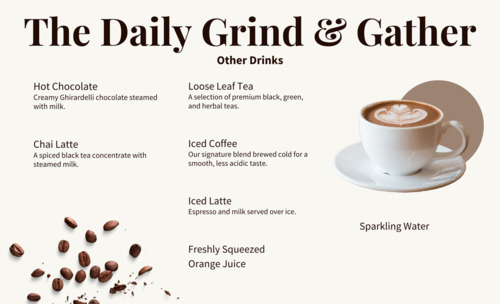 The Daily Grind & Gather
Other Drinks
Hot Chocolate
Creamy Ghirardelli chocolate steamed
with milk.
Chai Latte
A spiced black tea concentrate with
steamed milk.
Loose Leaf Tea
A selection of premium black, green,
and herbal teas.
Iced Coffee
Our signature blend brewed cold for a
smooth, less acidic taste.
Iced Latte
Espresso and milk served over ice.
Freshly Squeezed
Orange Juice
Sparkling Water